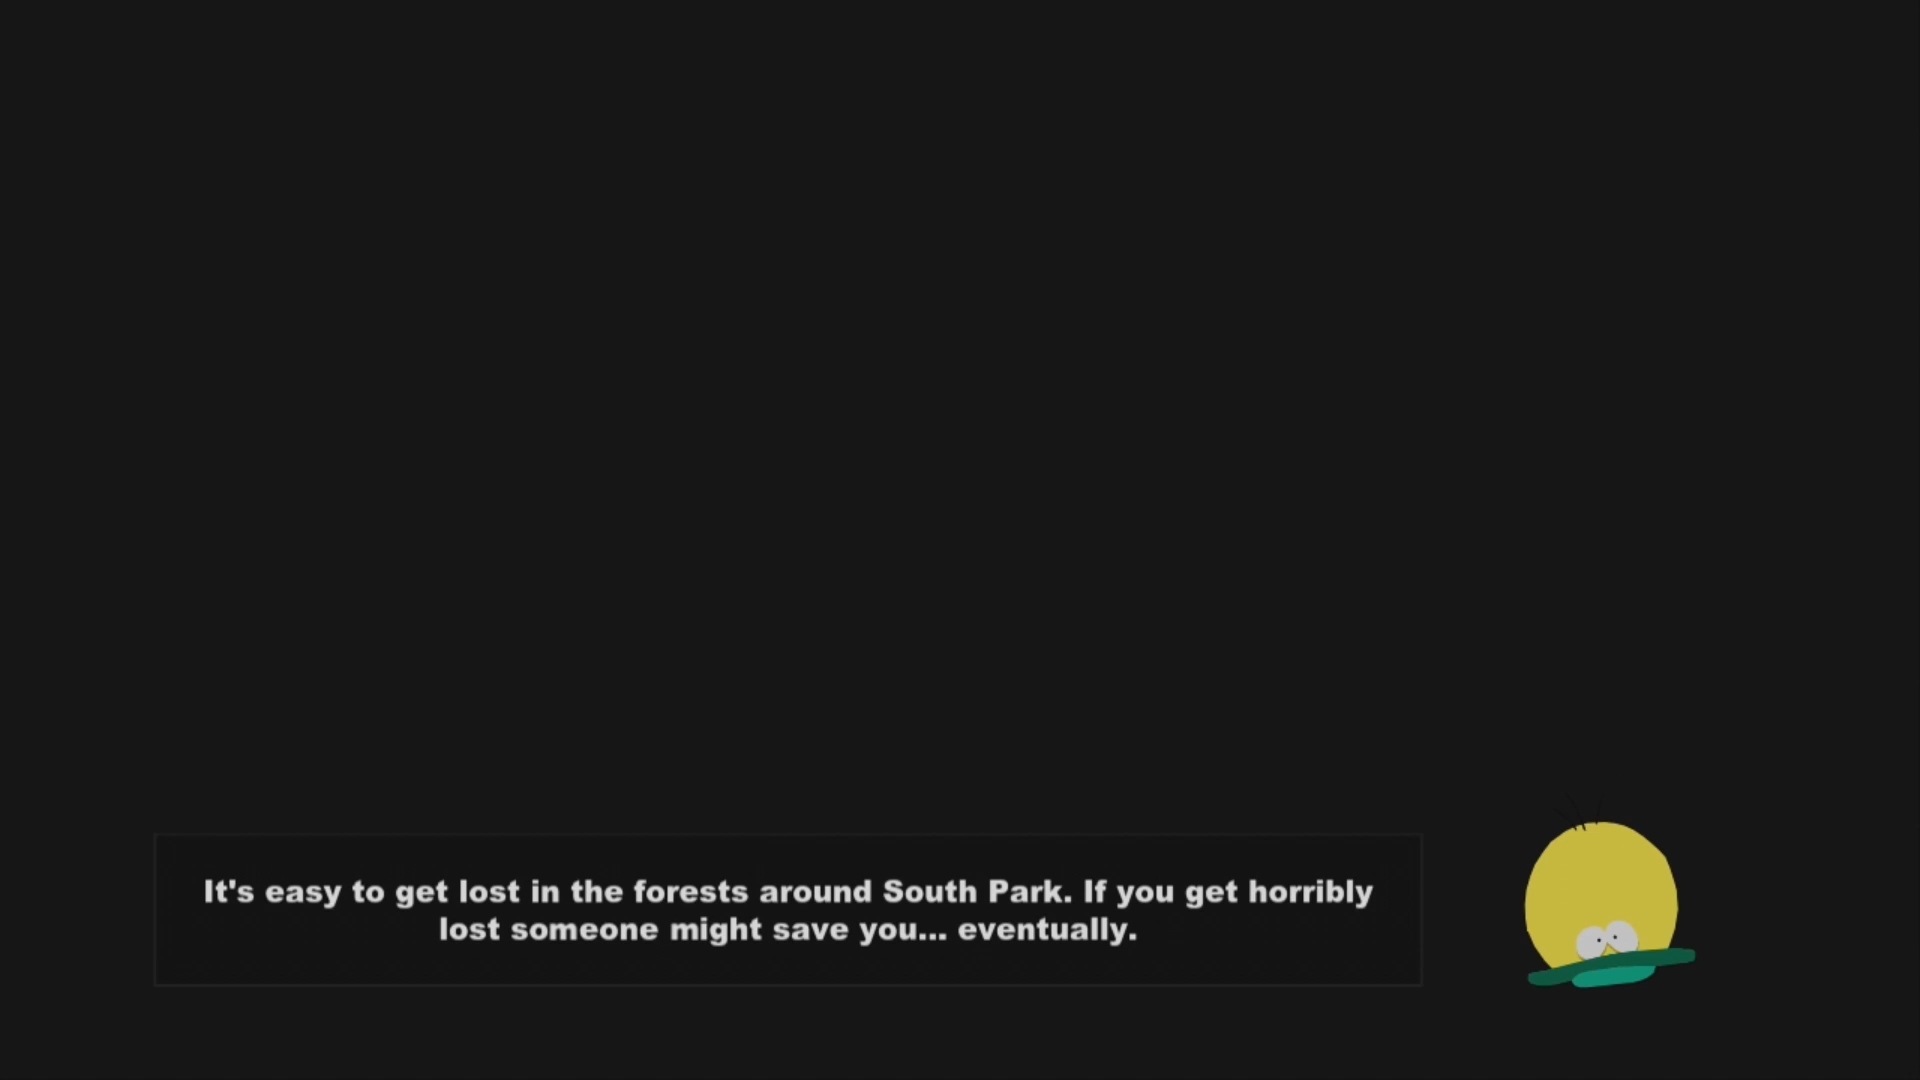 It's easy to get lost in the forests around South Park. If you get horribly
lost someone might save you... eventually.